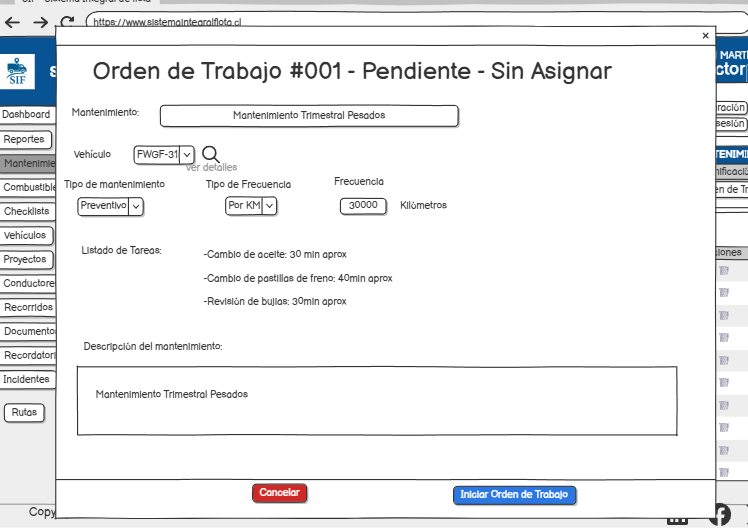 https://www.sistemaintegralflota.cl
×
SIF
MARTI
Orden de Trabajo #001 - Pendiente - Sin Asignar
Dashboard
Reportes
Mantenimie
Combustible
Checklists
Vehículos
Proyectos
Conductore
Recorridos
Documento
Recordatori
Incidentes
Rutas
Mantenimiento:
Mantenimiento Trimestral Pesados
Vehículo
FWGF-31
Ver detalles
Tipo de mantenimiento
Tipo de Frecuencia
Frecuencia
Preventivo
Por KM
30000
Kilómetros
Listado de Tareas:
-Cambio de aceite: 30 min aprox
-Cambio de pastillas de freno: 40min aprox
-Revisión de bujias: 30min aprox
Descripción del mantenimiento:
Mantenimiento Trimestral Pesados
Cancelar
Iniciar Orden de Trabajo
ración
sesión
TENIMI
nificació
en de Tr
iones
Copy